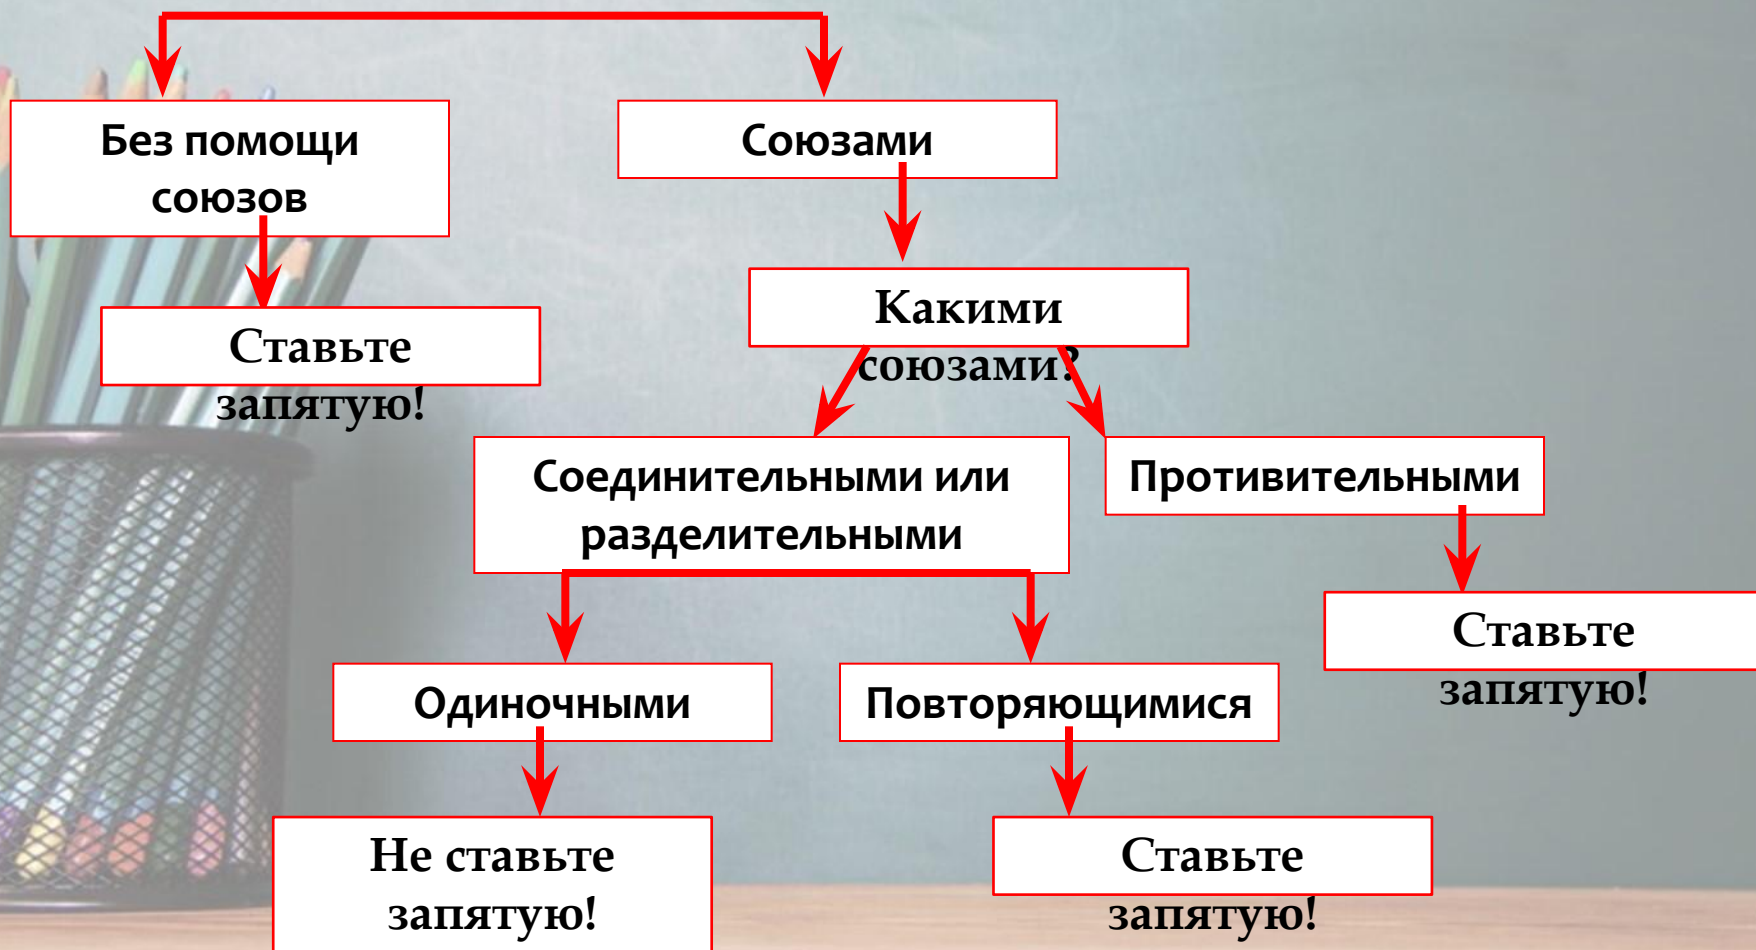 Без помощи
союзов
Союзами
Ставьте
запятую!
Какими
союзами?
Соединительными или
разделительными
Противительными
Ставьте
запятую!
Одиночными
Повторяющимися
Не ставьте
запятую!
Ставьте
запятую!